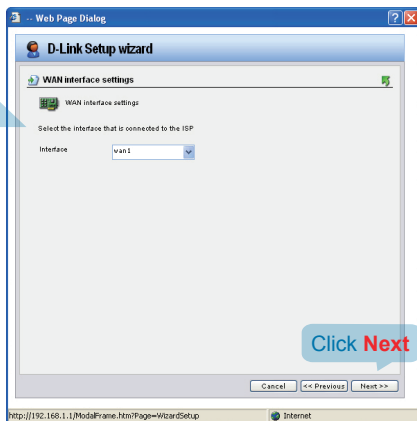 -- Web Page Dialog
D-Link Setup wizard
WAN interface settings
WAN interface settings
Select the interface that is connected to the ISP
Interface
wan1
Click Next
Cancel
<< Previous
Next >>
http://192.168.1.1/ModalFrame.htm?Page=WizardSetup
Internet